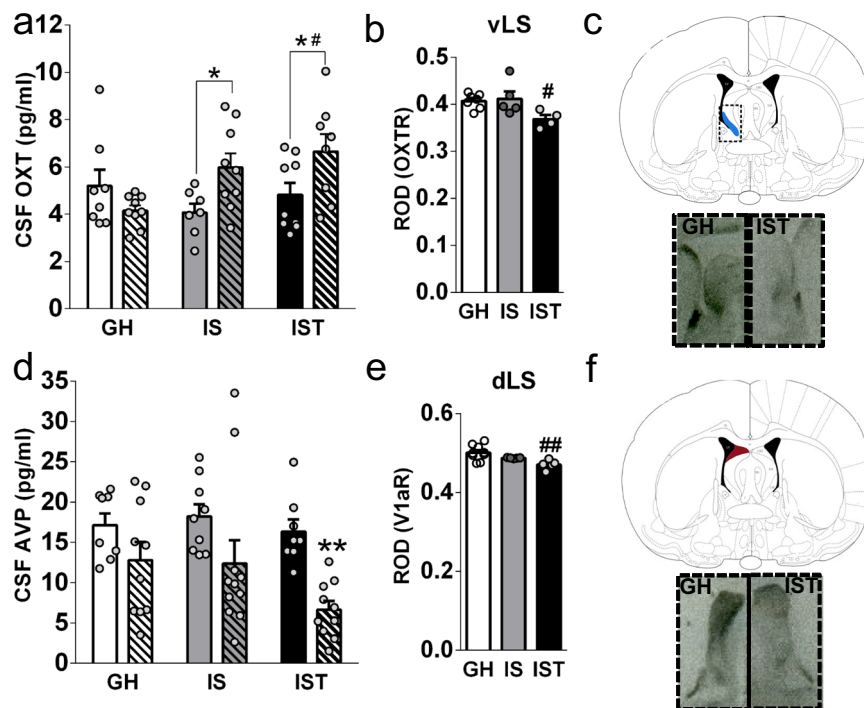 a
CSF OXT (pg/ml)
12
10
8
6
4
2
0
*
*#
GH
IS
IST
b
vLS
ROD (OXTR)
0.5
0.4
0.3
0.2
0.1
0.0
#
GH IS IST
c
GH
IST
d
CSF AVP (pg/ml)
35
30
25
20
15
10
5
0
**
GH
IS
IST
e
dLS
ROD (V1aR)
0.6
0.4
0.2
0.0
##
GH IS IST
f
GH
IST